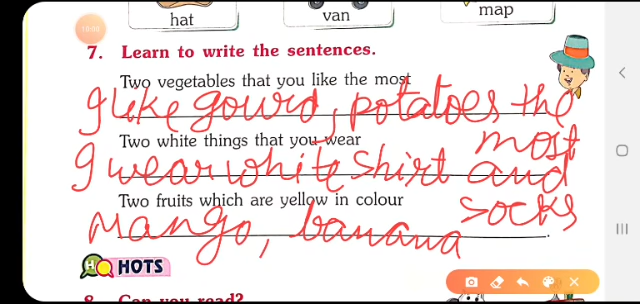 hat
van
map
7. Learn to write the sentences.
Two vegetables that you like the most
I like gourd, potatoes the most
Two white things that you wear
I wear white shirt and socks
Two fruits which are yellow in colour
Mango, banana
HOTS
8. Can you read?